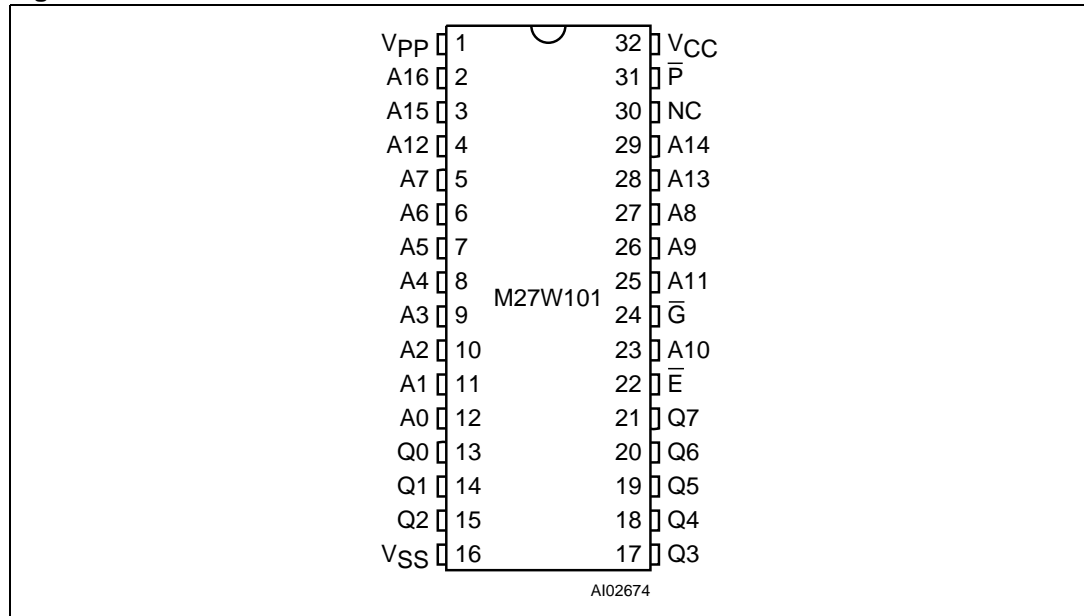 VPP 1 32 VCC
A16 2 31 P̅
A15 3 30 NC
A12 4 29 A14
A7 5 28 A13
A6 6 27 A8
A5 7 26 A9
A4 8 25 A11
M27W101
A3 9 24 G̅
A2 10 23 A10
A1 11 22 E̅
A0 12 21 Q7
Q0 13 20 Q6
Q1 14 19 Q5
Q2 15 18 Q4
VSS 16 17 Q3
AI02674